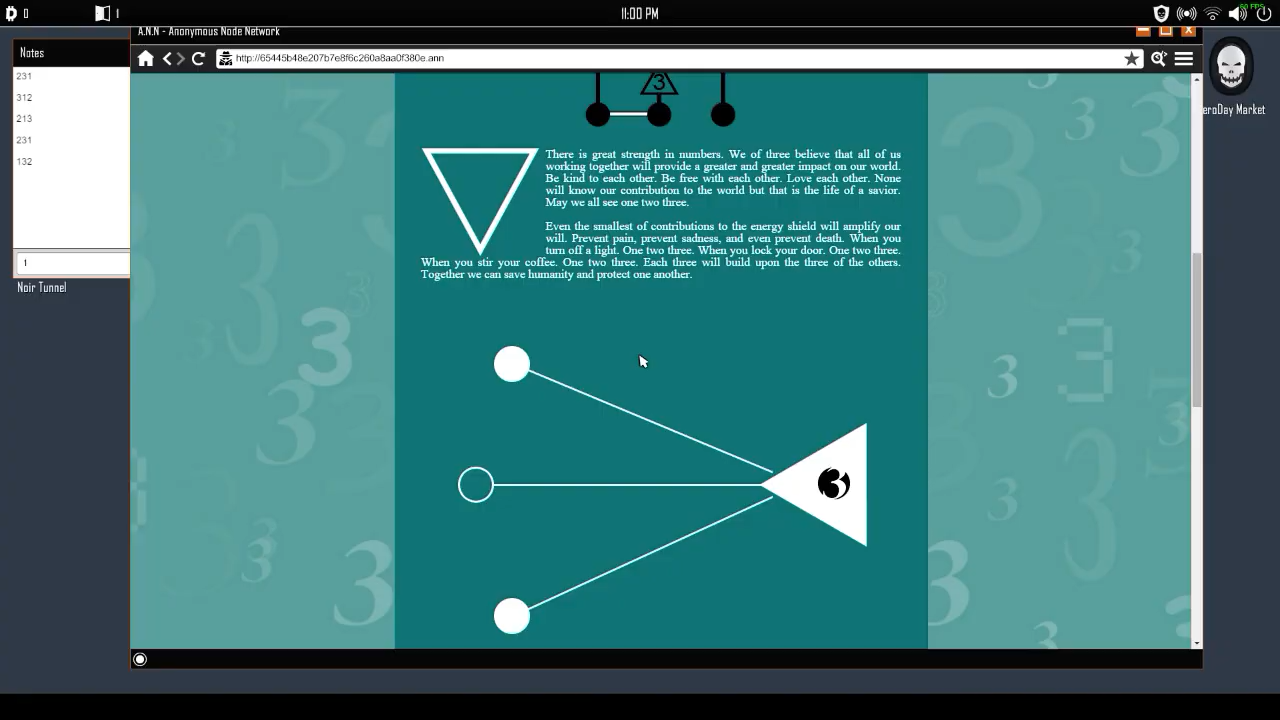 0
1
11:00 PM
60 FPS
A.N.N - Anonymous Node Network
Notes
231
312
213
231
132
1
Noir Tunnel
http://65445b48e207b7e8f6c260a8aa0f380e.ann
eroDay Market
3
There is great strength in numbers. We of three believe that all of us
working together will provide a greater and greater impact on our world.
Be kind to each other. Be free with each other. Love each other. None
will know our contribution to the world but that is the life of a savior.
May we all see one two three.
Even the smallest of contributions to the energy shield will amplify our
will. Prevent pain, prevent sadness, and even prevent death. When you
turn off a light. One two three. When you lock your door. One two three.
When you stir your coffee. One two three. Each three will build upon the three of the others.
Together we can save humanity and protect one another.
3